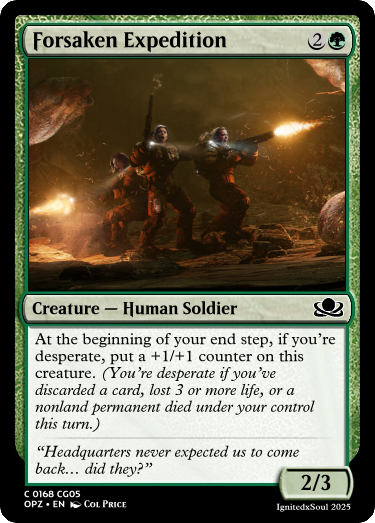 Forsaken Expedition 2
Creature — Human Soldier
At the beginning of your end step, if you're
desperate, put a +1/+1 counter on this
creature. (You're desperate if you've
discarded a card, lost 3 or more life, or a
nonland permanent died under your control
this turn.)
“Headquarters never expected us to come
back… did they?”
2/3
C 0168 CG05
OPZ • EN Col Price
IgnitedxSoul 2025